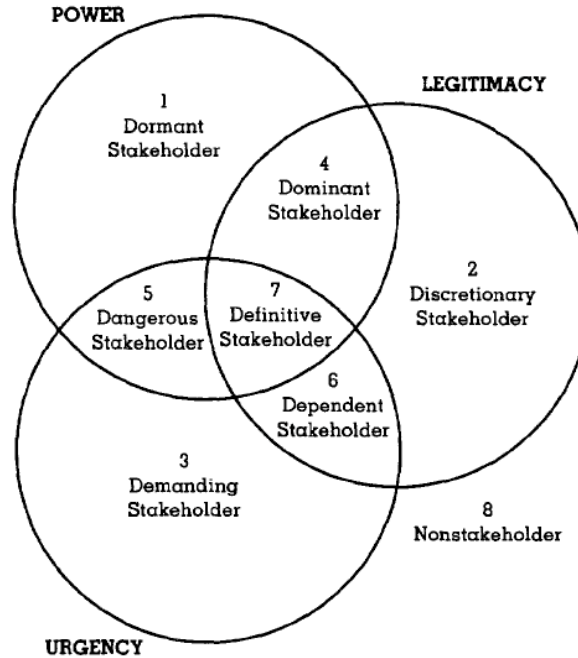 POWER
LEGITIMACY
1
Dormant
Stakeholder
4
Dominant
Stakeholder
2
Discretionary
Stakeholder
5
Dangerous
Stakeholder
7
Definitive
Stakeholder
6
Dependent
Stakeholder
3
Demanding
Stakeholder
8
Nonstakeholder
URGENCY